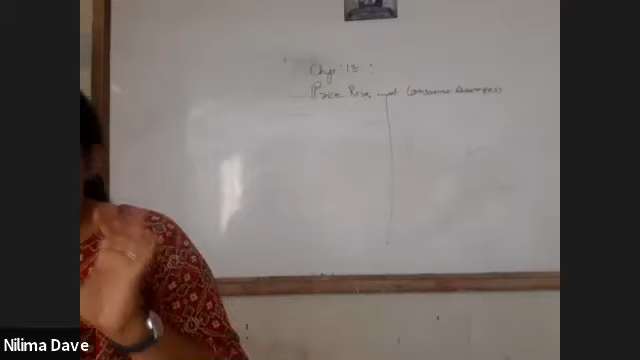 Chp : 13 :
Price Rise and Consumer Awareness
Nilima Dave